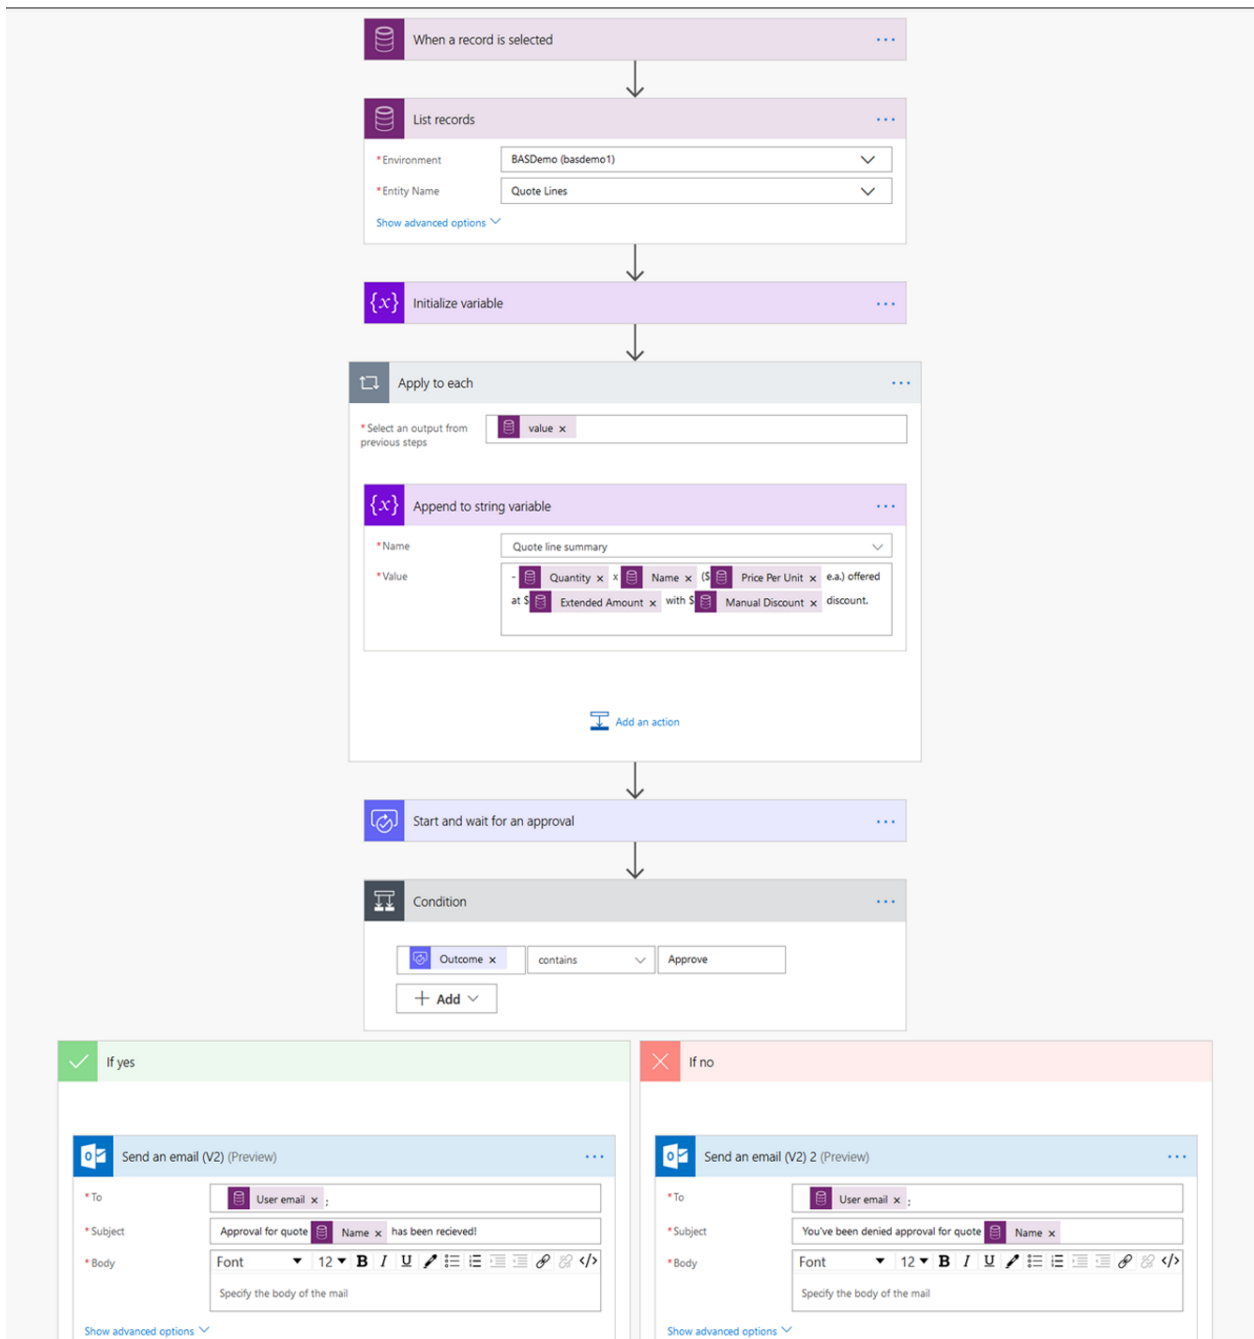 When a record is selected
List records
* Environment
BASDemo (basdemo1)
* Entity Name
Quote Lines
Show advanced options
{x} Initialize variable
Apply to each
* Select an output from
previous steps
value x
{x} Append to string variable
* Name
Quote line summary
* Value
- Quantity x x Name x ($ Price Per Unit x e.a.) offered
at $ Extended Amount x with $ Manual Discount x discount.
Add an action
Start and wait for an approval
Condition
Outcome x contains Approve
+ Add
If yes
Send an email (V2) (Preview)
* To
User email x ;
* Subject
Approval for quote Name x has been recieved!
* Body
Font 12 B I U </>
Specify the body of the mail
Show advanced options
If no
Send an email (V2) 2 (Preview)
* To
User email x ;
* Subject
You've been denied approval for quote Name x
* Body
Font 12 B I U </>
Specify the body of the mail
Show advanced options